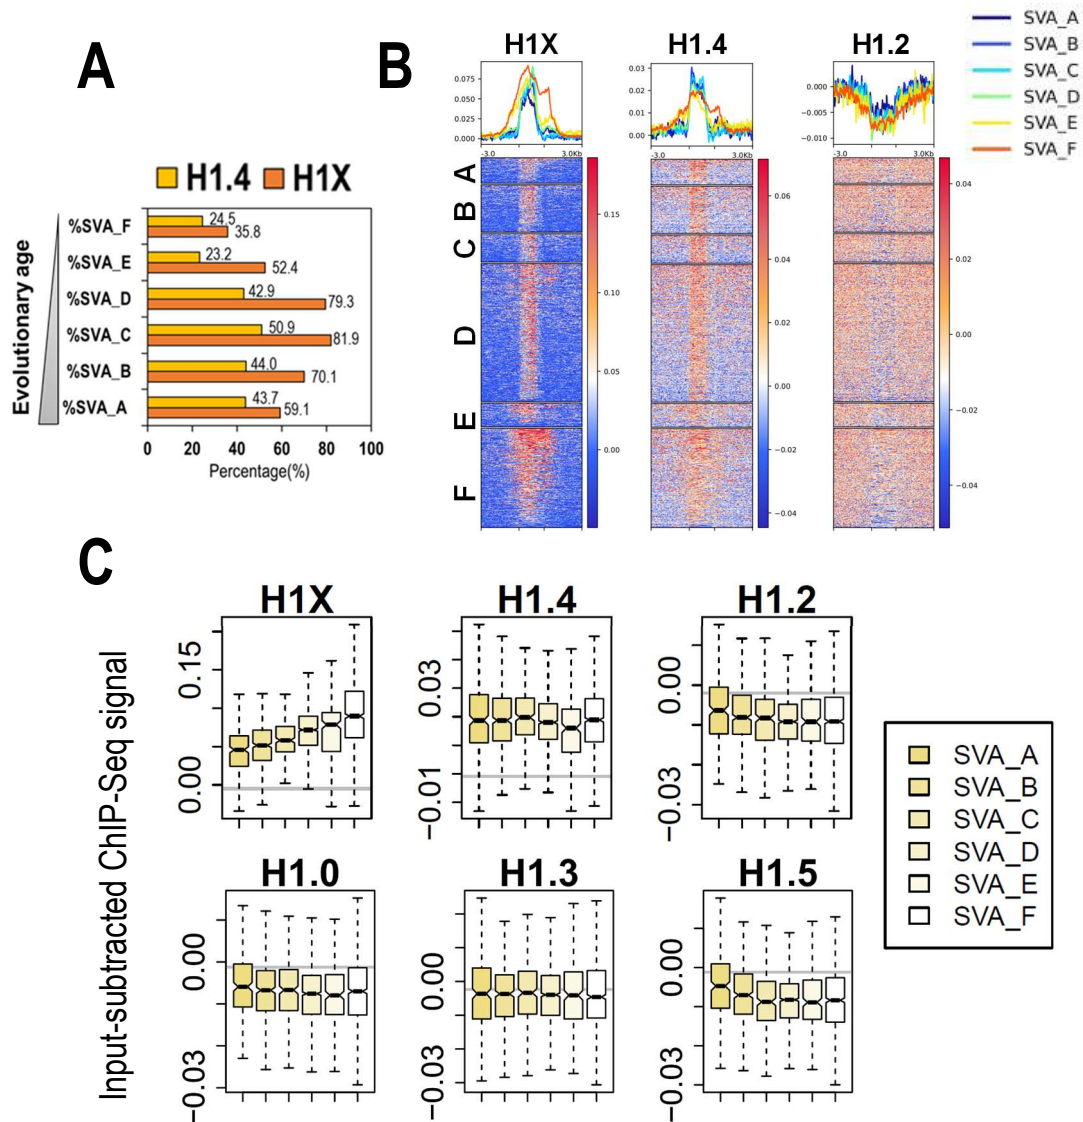 A
H1.4 H1X
Evolutionary age
%SVA_F
24.5
35.8
%SVA_E
23.2
52.4
%SVA_D
42.9
79.3
%SVA_C
50.9
81.9
%SVA_B
44.0
70.1
%SVA_A
43.7
59.1
0 20 40 60 80 100
Percentage(%)
B
H1X H1.4 H1.2
SVA_A
SVA_B
SVA_C
SVA_D
SVA_E
SVA_F
0.075
0.050
0.025
0.000
-3.0 3.0Kb
0.03
0.02
0.01
0.00
-3.0 3.0Kb
0.000
−0.005
−0.010
-3.0 3.0Kb
A
B
C
D
E
F
0.15
0.10
0.05
0.00
0.06
0.04
0.02
0.00
−0.02
−0.04
0.04
0.02
0.00
−0.02
−0.04
C
Input-subtracted ChIP-Seq signal
H1X
0.15
0.00
H1.4
0.03
−0.01
H1.2
0.00
−0.03
H1.0
0.00
−0.03
H1.3
0.00
−0.03
H1.5
0.00
−0.03
SVA_A
SVA_B
SVA_C
SVA_D
SVA_E
SVA_F